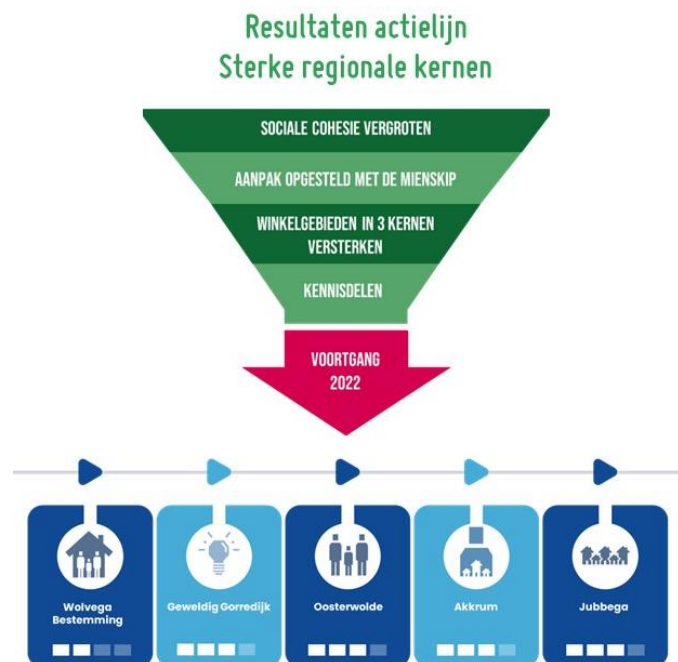 Resultaten actielijn
Sterke regionale kernen
SOCIALE COHESIE VERGROTEN
AANPAK OPGESTELD MET DE MIENSKIP
WINKELGEBIEDEN IN 3 KERNEN
VERSTERKEN
KENNISDELEN
VOORTGANG
2022
Wolvega
Bestemming
Geweldig Gorredijk
Oosterwolde
Akkrum
Jubbega